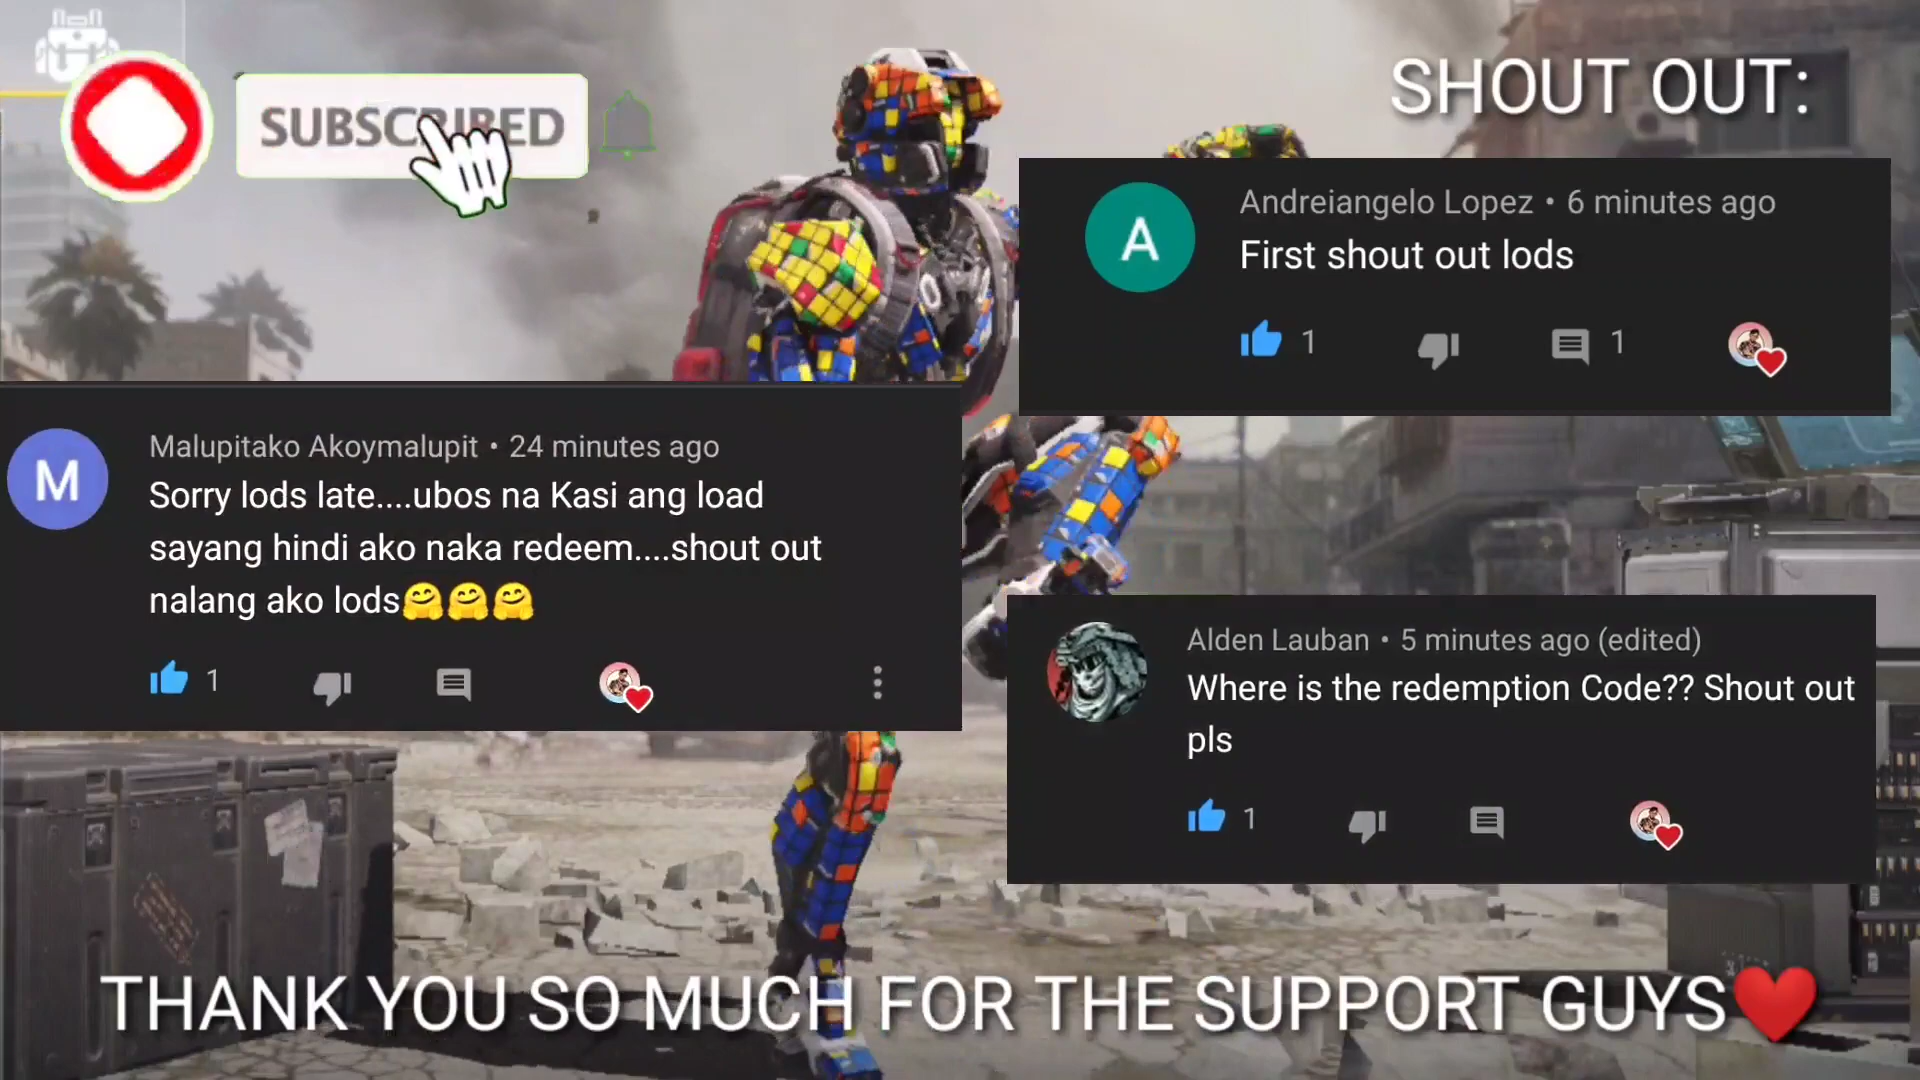 SUBSCRIBED
SHOUT OUT:
A
Andreiangelo Lopez • 6 minutes ago
First shout out lods
1 1
M
Malupitako Akoymalupit • 24 minutes ago
Sorry lods late....ubos na Kasi ang load
sayang hindi ako naka redeem....shout out
nalang ako lods🤗🤗🤗
1
Alden Lauban • 5 minutes ago (edited)
Where is the redemption Code?? Shout out
pls
1
THANK YOU SO MUCH FOR THE SUPPORT GUYS❤️